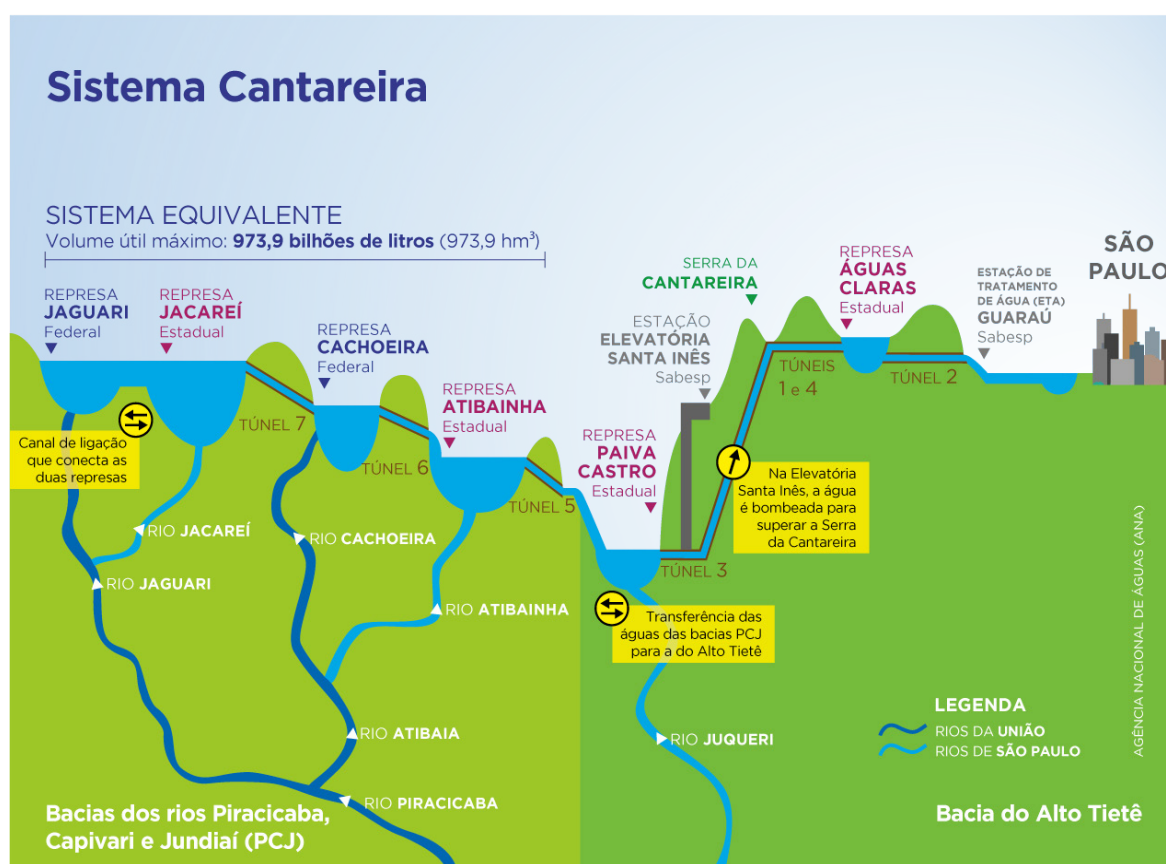 Sistema Cantareira
SISTEMA EQUIVALENTE
Volume útil máximo: 973,9 bilhões de litros (973,9 hm³)
REPRESA
JAGUARI
Federal
REPRESA
JACAREÍ
Estadual
REPRESA
CACHOEIRA
Federal
REPRESA
ATIBAINHA
Estadual
REPRESA
PAIVA
CASTRO
Estadual
ESTAÇÃO
ELEVATÓRIA
SANTA INÊS
Sabesp
SERRA DA
CANTAREIRA
REPRESA
ÁGUAS
CLARAS
Estadual
ESTAÇÃO DE
TRATAMENTO
DE ÁGUA (ETA)
GUARAÚ
Sabesp
SÃO
PAULO
TÚNEL 7
TÚNEL 6
TÚNEL 5
TÚNEL 3
TÚNEIS
1 e 4
TÚNEL 2
Canal de ligação
que conecta as
duas represas
Na Elevatória
Santa Inês, a água
é bombeada para
superar a Serra
da Cantareira
Transferência das
águas das bacias PCJ
para a do Alto Tietê
RIO JACAREÍ
RIO JAGUARI
RIO CACHOEIRA
RIO ATIBAINHA
RIO ATIBAIA
RIO PIRACICABA
RIO JUQUERI
LEGENDA
RIOS DA UNIÃO
RIOS DE SÃO PAULO
Bacias dos rios Piracicaba,
Capivari e Jundiaí (PCJ)
Bacia do Alto Tietê
AGÊNCIA NACIONAL DE ÁGUAS (ANA)